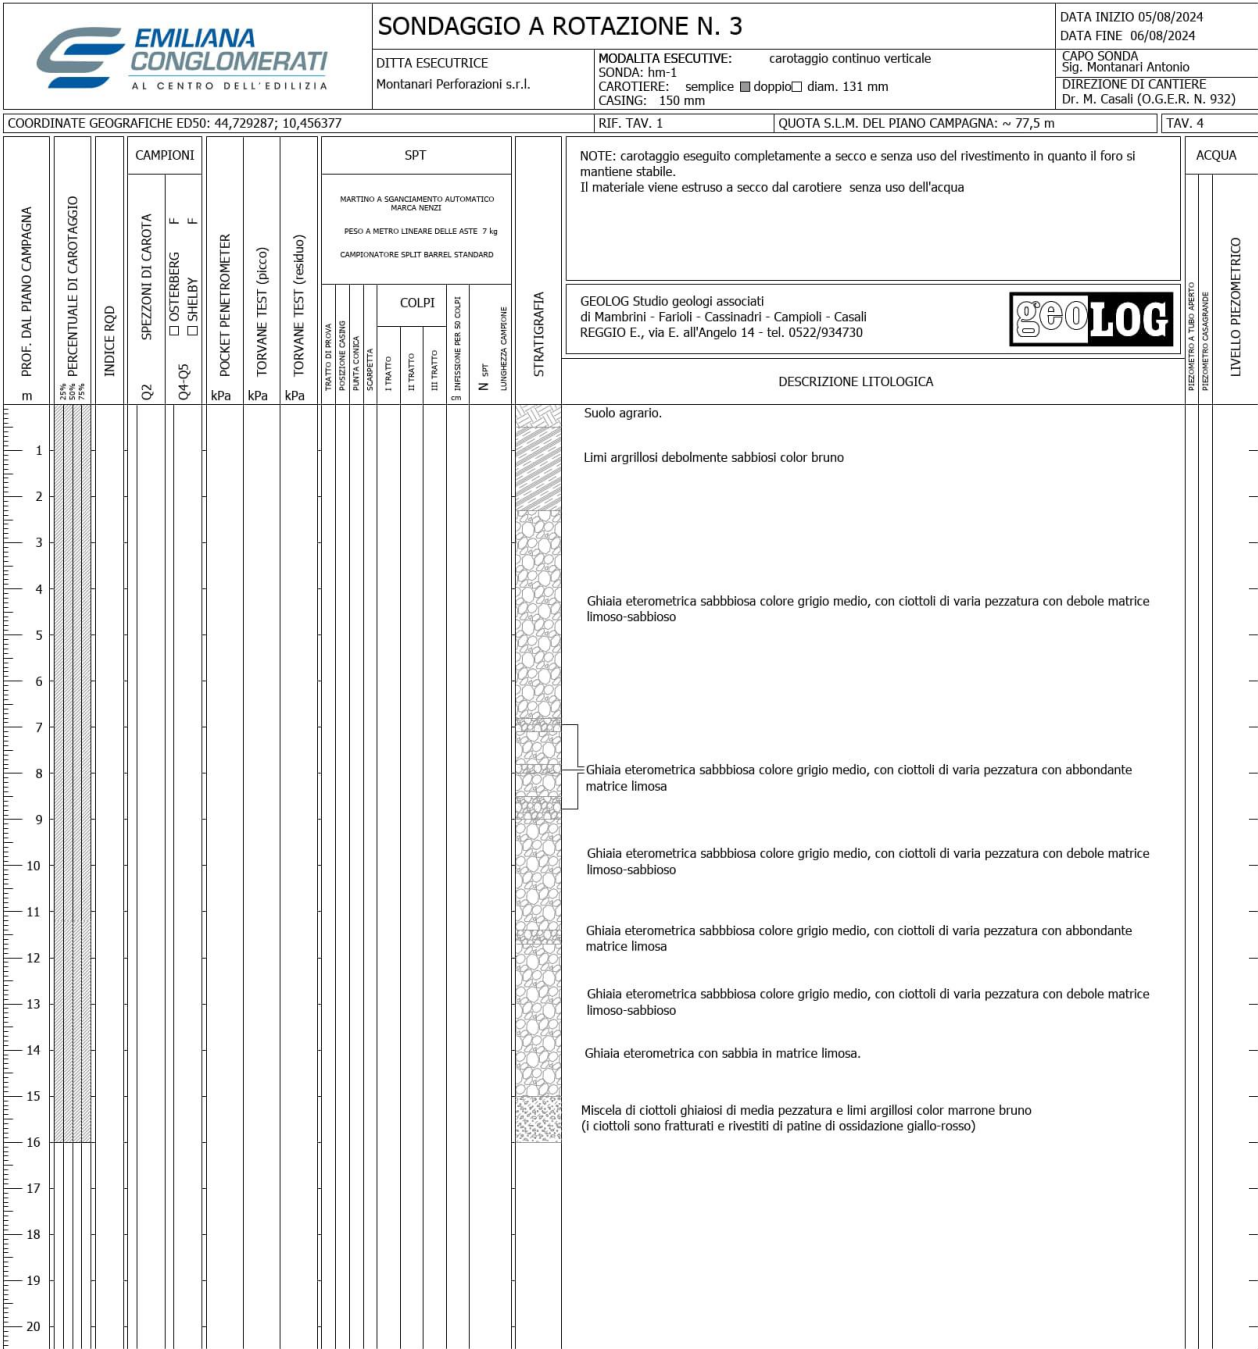 EMILIANA
CONGLOMERATI
AL CENTRO DELL'EDILIZIA
SONDAGGIO A ROTAZIONE N. 3
DATA INIZIO 05/08/2024
DATA FINE 06/08/2024
DITTA ESECUTRICE
Montanari Perforazioni s.r.l.
MODALITA ESECUTIVE: carotaggio continuo verticale
SONDA: hm-1
CAROTIERE: semplice doppio diam. 131 mm
CASING: 150 mm
CAPO SONDA
Sig. Montanari Antonio
DIREZIONE DI CANTIERE
Dr. M. Casali (O.G.E.R. N. 932)
COORDINATE GEOGRAFICHE ED50: 44,729287; 10,456377
RIF. TAV. 1
QUOTA S.L.M. DEL PIANO CAMPAGNA: ~ 77,5 m
TAV. 4
PROF. DAL PIANO CAMPAGNA
m
PERCENTUALE DI CAROTAGGIO
25%
50%
75%
INDICE RQD
CAMPIONI
SPEZZONI DI CAROTA
Q2
OSTERBERG F
SHELBY F
Q4-Q5
POCKET PENETROMETER
kPa
TORVANE TEST (picco)
kPa
TORVANE TEST (residuo)
kPa
SPT
MARTINO A SGANCIAMENTO AUTOMATICO
MARCA NENZI
PESO A METRO LINEARE DELLE ASTE 7 kg
CAMPIONATORE SPLIT BARREL STANDARD
TRATTO DI PROVA
POSIZIONE CASING
PUNTA CONICA
SCARPETTA
COLPI
I TRATTO
II TRATTO
III TRATTO
INFISSIONE PER 50 COLPI
cm
N SPT
LUNGHEZZA CAMPIONE
STRATIGRAFIA
NOTE: carotaggio eseguito completamente a secco e senza uso del rivestimento in quanto il foro si
mantiene stabile.
Il materiale viene estruso a secco dal carotiere senza uso dell'acqua
GEOLOG Studio geologi associati
di Mambrini - Farioli - Cassinadri - Campioli - Casali
REGGIO E., via E. all'Angelo 14 - tel. 0522/934730
geoLOG
DESCRIZIONE LITOLOGICA
ACQUA
PIEZOMETRO A TUBO APERTO
PIEZOMETRO CASAGRANDE
LIVELLO PIEZOMETRICO
Suolo agrario.
1
Limi argrillosi debolmente sabbiosi color bruno
2
3
4
Ghiaia eterometrica sabbbiosa colore grigio medio, con ciottoli di varia pezzatura con debole matrice
limoso-sabbioso
5
6
7
8
Ghiaia eterometrica sabbbiosa colore grigio medio, con ciottoli di varia pezzatura con abbondante
matrice limosa
9
Ghiaia eterometrica sabbbiosa colore grigio medio, con ciottoli di varia pezzatura con debole matrice
limoso-sabbioso
10
11
Ghiaia eterometrica sabbbiosa colore grigio medio, con ciottoli di varia pezzatura con abbondante
matrice limosa
12
13
Ghiaia eterometrica sabbbiosa colore grigio medio, con ciottoli di varia pezzatura con debole matrice
limoso-sabbioso
14
Ghiaia eterometrica con sabbia in matrice limosa.
15
Miscela di ciottoli ghiaiosi di media pezzatura e limi argillosi color marrone bruno
(i ciottoli sono fratturati e rivestiti di patine di ossidazione giallo-rosso)
16
17
18
19
20